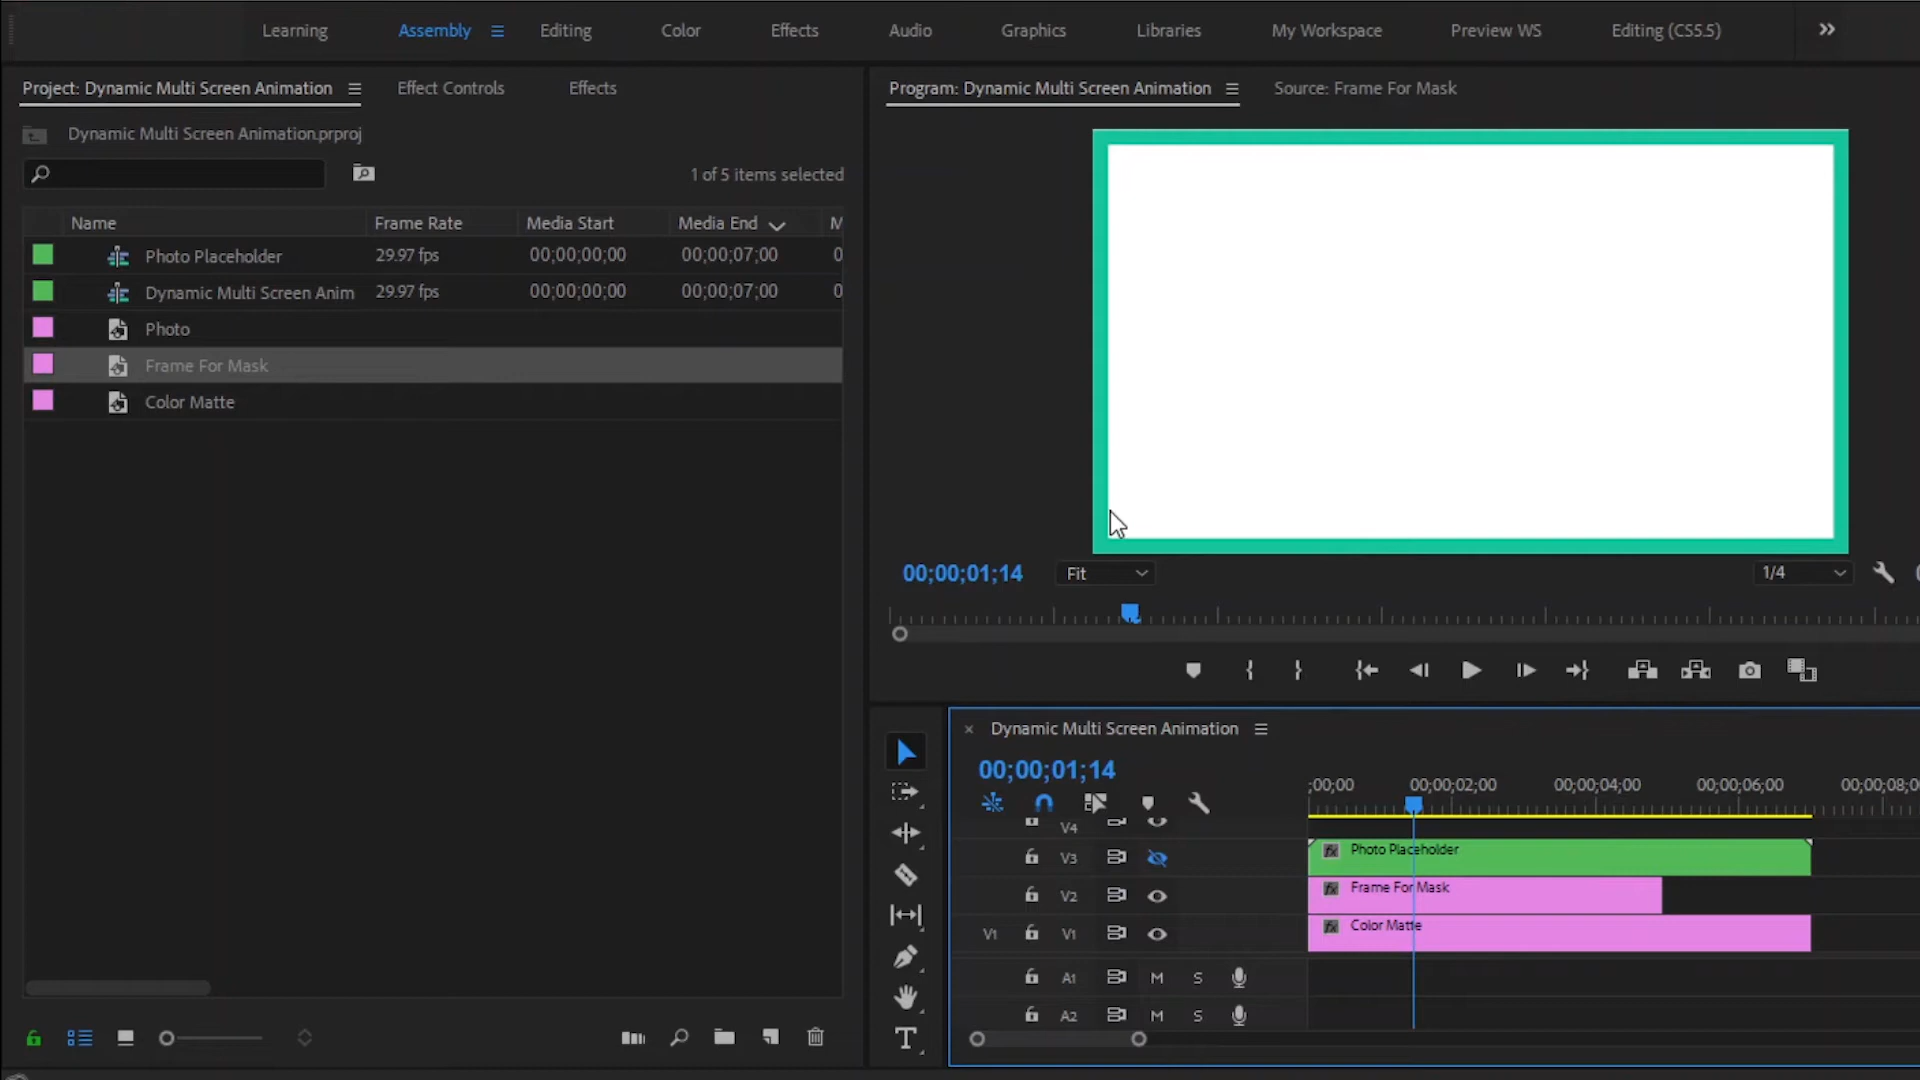 Learning Assembly Editing Color Effects Audio Graphics Libraries My Workspace Preview WS Editing (CS5.5)
Project: Dynamic Multi Screen Animation Effect Controls Effects
Program: Dynamic Multi Screen Animation Source: Frame For Mask
Dynamic Multi Screen Animation.prproj
1 of 5 items selected
Name Frame Rate Media Start Media End M
Photo Placeholder 29.97 fps 00;00;00;00 00;00;07;00 0
Dynamic Multi Screen Anim 29.97 fps 00;00;00;00 00;00;07;00 0
Photo
Frame For Mask
Color Matte
00;00;01;14 Fit 1/4
Dynamic Multi Screen Animation
00;00;01;14
;00;00 00;00;02;00 00;00;04;00 00;00;06;00 00;00;08;0
V4
V3 fx Photo Placeholder
V2 fx Frame For Mask
V1 V1 fx Color Matte
A1 M S
A2 M S
T